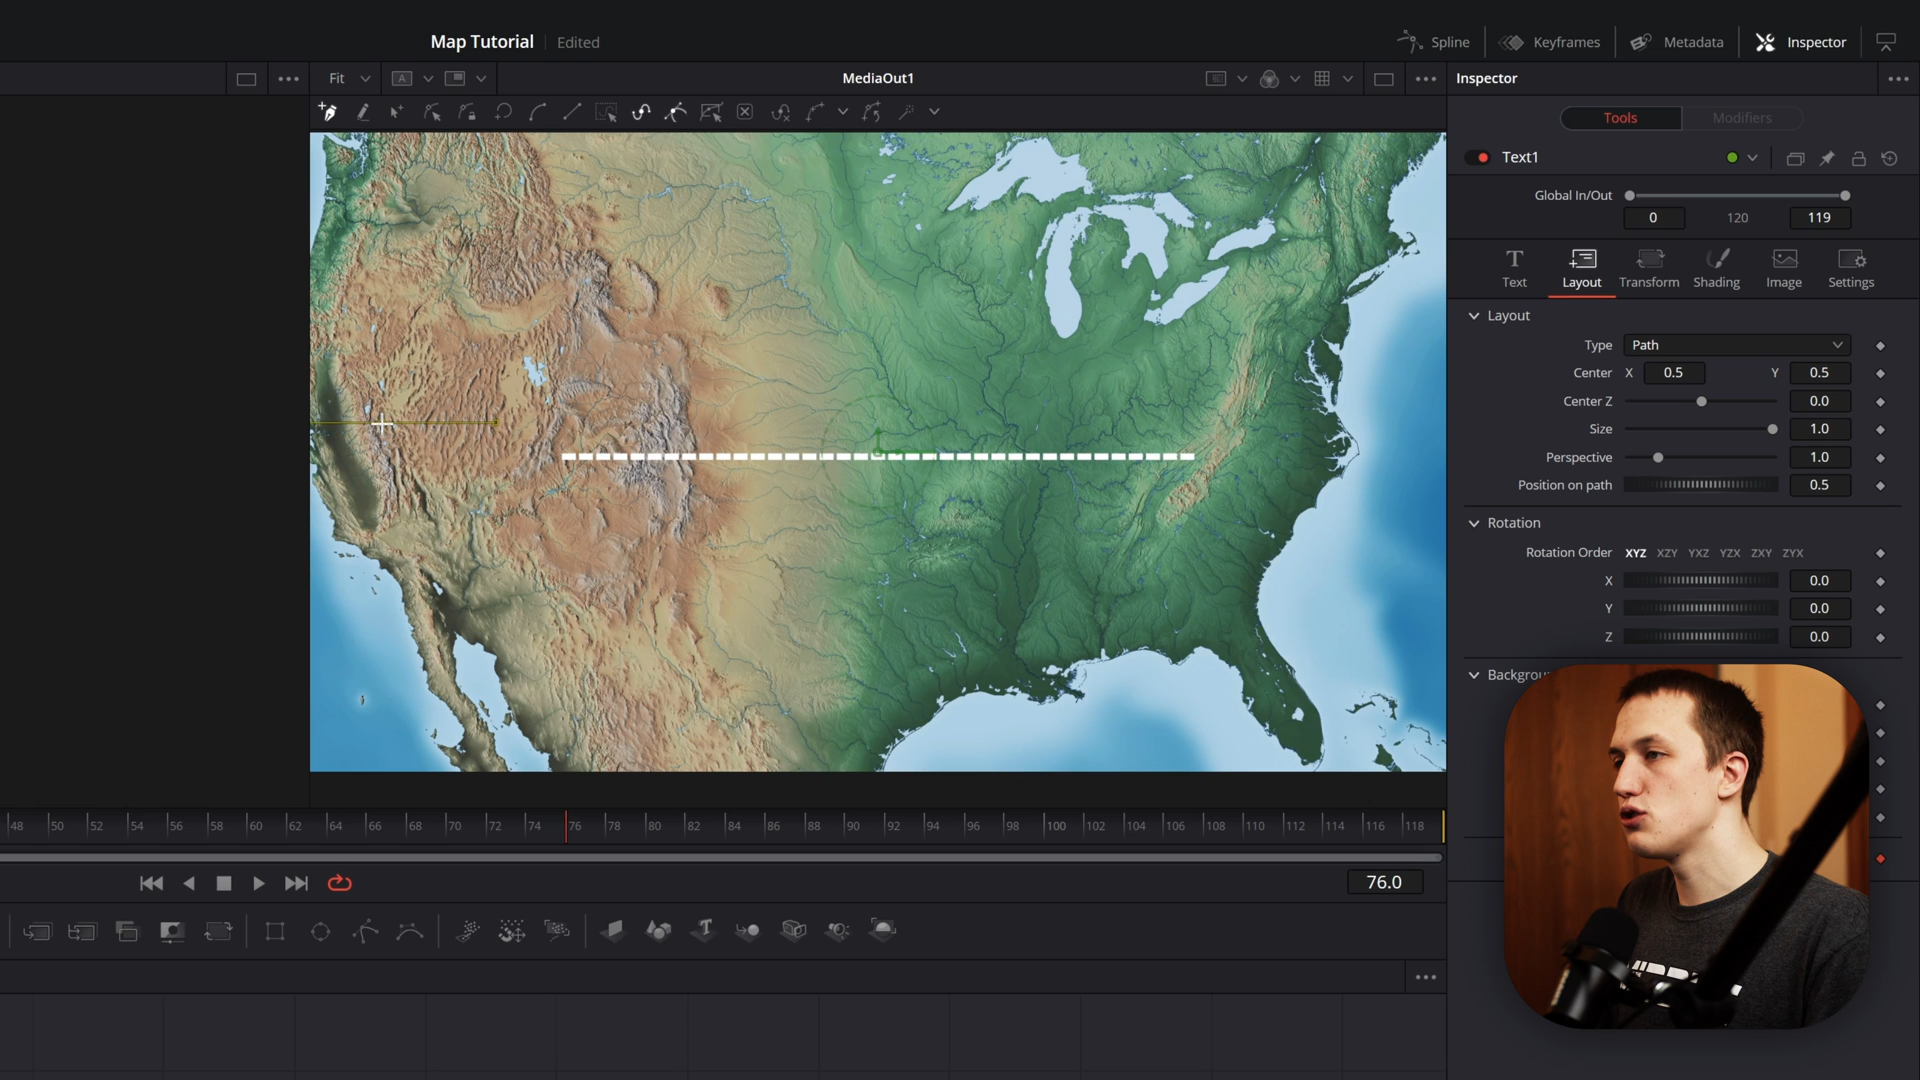 Map Tutorial
Edited
Spline
Keyframes
Metadata
Inspector
Fit
A
MediaOut1
Inspector
Tools
Modifiers
Text1
Global In/Out
0
120
119
T
Text
Layout
Transform
Shading
Image
Settings
Layout
Type
Path
Center
X
0.5
Y
0.5
Center Z
0.0
Size
1.0
Perspective
1.0
Position on path
0.5
Rotation
Rotation Order
XYZ XZY YXZ YZX ZXY ZYX
X
0.0
Y
0.0
Z
0.0
48 50 52 54 56 58 60 62 64 66 68 70 72 74 76 78 80 82 84 86 88 90 92 94 96 98 100 102 104 106 108 110 112 114 116 118
76.0
T